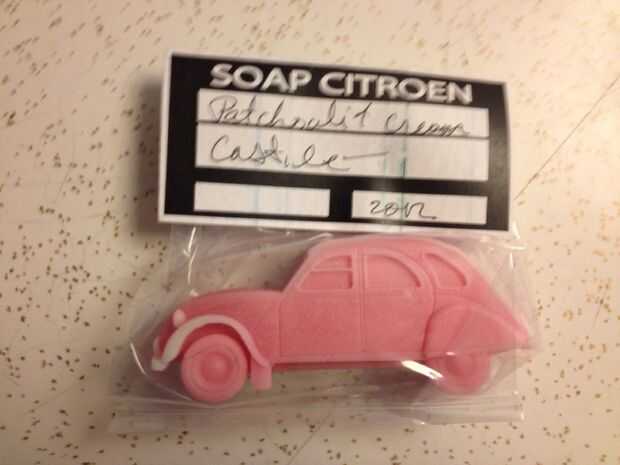 SOAP CITROEN
Patchouli & Cream
Castile
2012